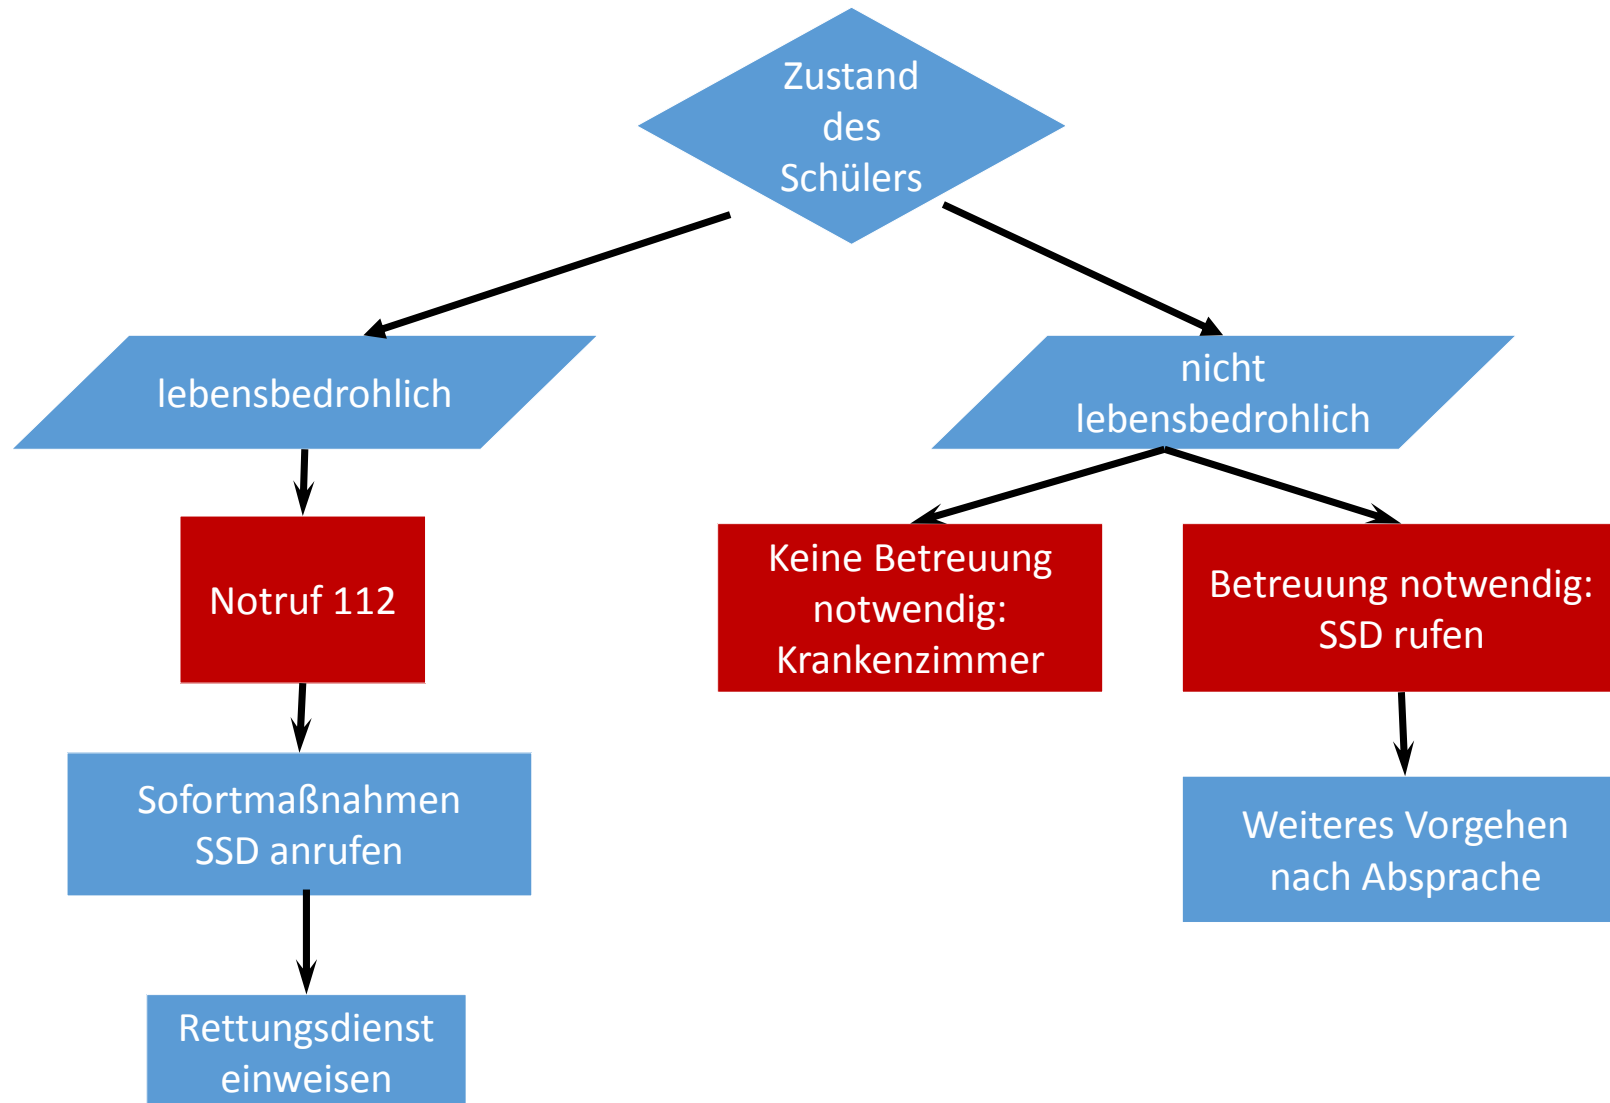 Zustand
des
Schülers
lebensbedrohlich
nicht
lebensbedrohlich
Notruf 112
Keine Betreuung
notwendig:
Krankenzimmer
Betreuung notwendig:
SSD rufen
Sofortmaßnahmen
SSD anrufen
Weiteres Vorgehen
nach Absprache
Rettungsdienst
einweisen